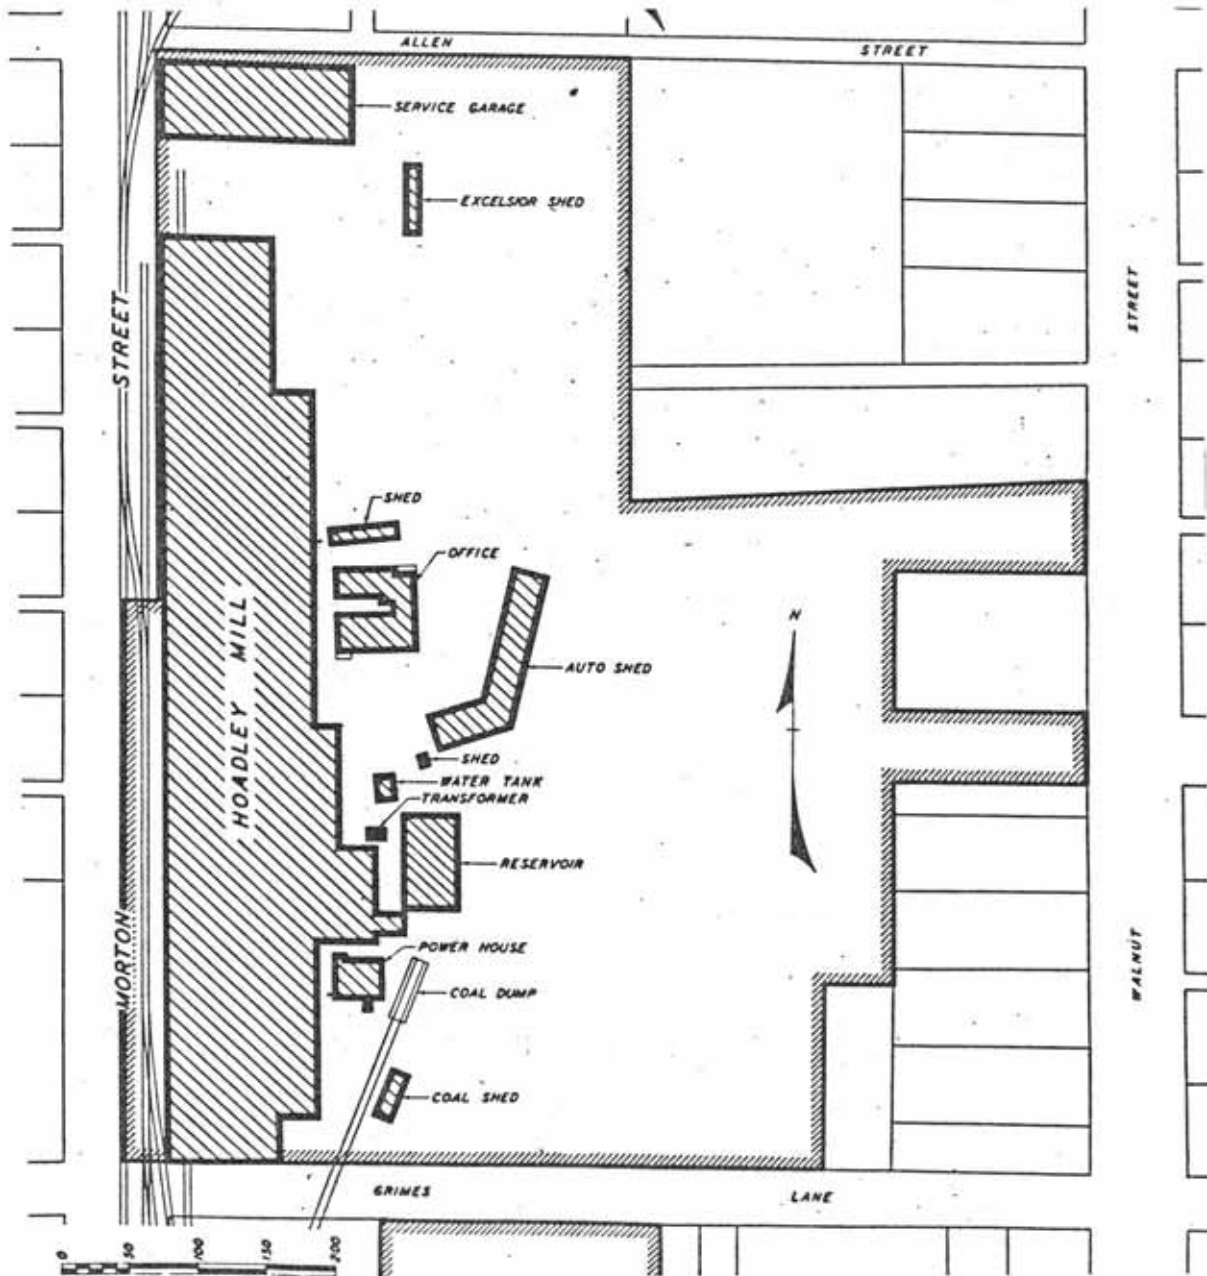 ALLEN STREET
SERVICE GARAGE
EXCELSIOR SHED
STREET
STREET
SHED
OFFICE
HOADLEY MILL
N
AUTO SHED
SHED
WATER TANK
TRANSFORMER
RESERVOIR
MORTON
POWER HOUSE
WALNUT
COAL DUMP
COAL SHED
GRIMES LANE
0 50 100 150 200